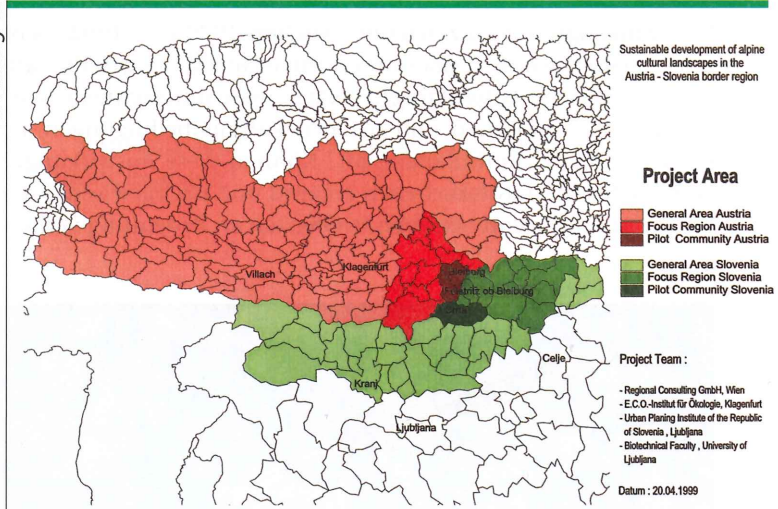 Sustainable development of alpine
cultural landscapes in the
Austria - Slovenia border region
Project Area
General Area Austria
Focus Region Austria
Pilot Community Austria
General Area Slovenia
Focus Region Slovenia
Pilot Community Slovenia
Villach
Klagenfurt
ob Bleiburg
Celje
Kranj
Ljubljana
Project Team :
- Regional Consulting GmbH, Wien
- E.C.O.-Institut für Ökologie, Klagenfurt
- Urban Planing Institute of the Republic
of Slovenia , Ljubljana
- Biotechnical Faculty , University of
Ljubljana
Datum : 20.04.1999